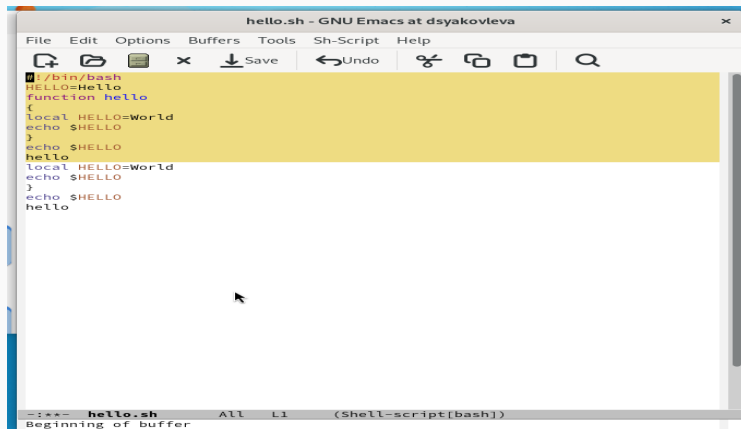 hello.sh - GNU Emacs at dsyakovleva ×
File Edit Options Buffers Tools Sh-Script Help
Save Undo
#!/bin/bash
HELLO=Hello
function hello
{
local HELLO=World
echo $HELLO
}
echo $HELLO
hello
local HELLO=World
echo $HELLO
}
echo $HELLO
hello
-:**- hello.sh All L1 (Shell-script[bash])
Beginning of buffer